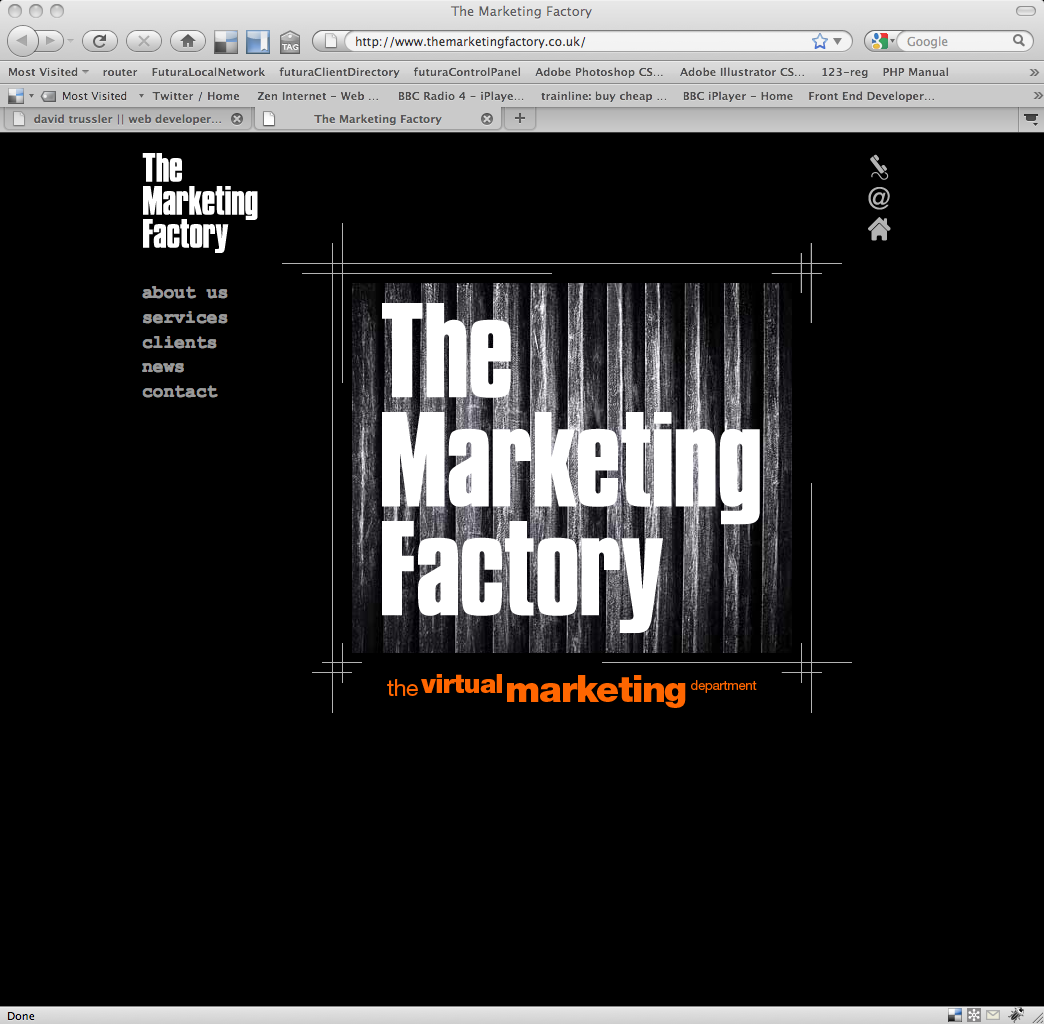 The Marketing Factory
TAG
http://www.themarketingfactory.co.uk/
Google
Most Visited router FuturaLocalNetwork futuraClientDirectory futuraControlPanel Adobe Photoshop CS... Adobe Illustrator CS... 123-reg PHP Manual »
Most Visited Twitter / Home Zen Internet – Web ... BBC Radio 4 – iPlaye... trainline: buy cheap ... BBC iPlayer – Home Front End Developer... »
david trussler || web developer... The Marketing Factory +
The
Marketing
Factory
@
about us
services
clients
news
contact
The
Marketing
Factory
the virtual marketing department
Done